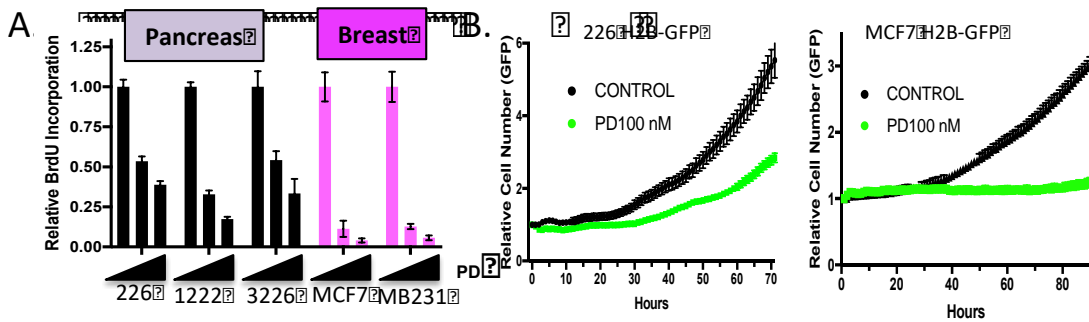 A.
Pancreas
Breast
Relative BrdU Incorporation
1.25
1.00
0.75
0.50
0.25
0.00
226
1222
3226
MCF7
MB231
PD
B.
226 H2B-GFP
Relative Cell Number (GFP)
6
4
2
0
CONTROL
PD100 nM
0
10
20
30
40
50
60
70
Hours
MCF7 H2B-GFP
Relative Cell Number (GFP)
3
2
1
0
CONTROL
PD100 nM
0
20
40
60
80
Hours